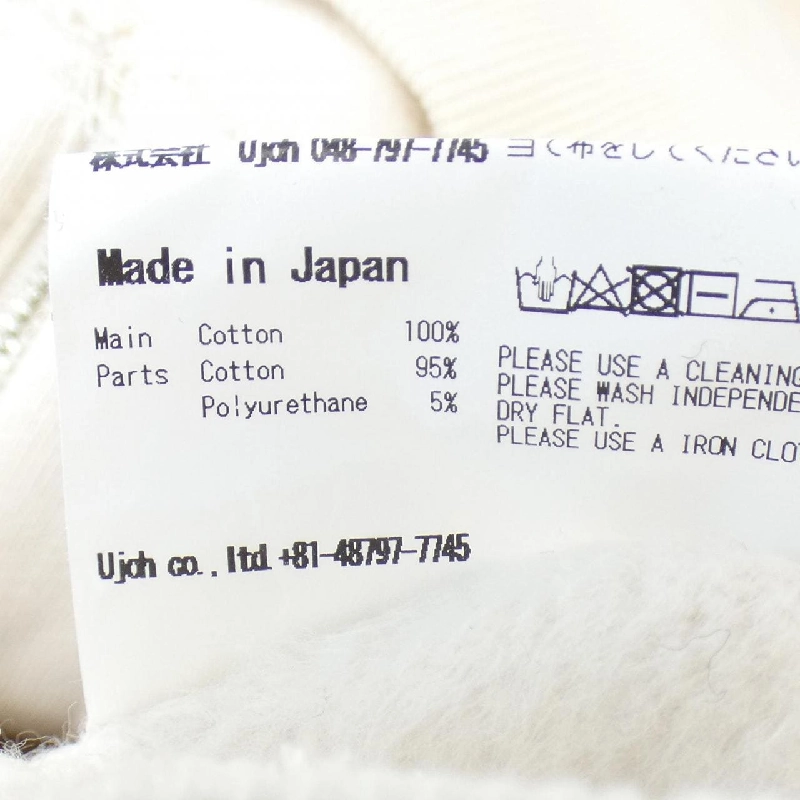 株式会社 Ujoh 048-797-7745
Made in Japan
Main Cotton 100%
Parts Cotton 95%
Polyurethane 5%
PLEASE USE A CLEANING
PLEASE WASH INDEPENDE
DRY FLAT.
PLEASE USE A IRON CLO
Ujoh co., ltd. +81-48797-7745